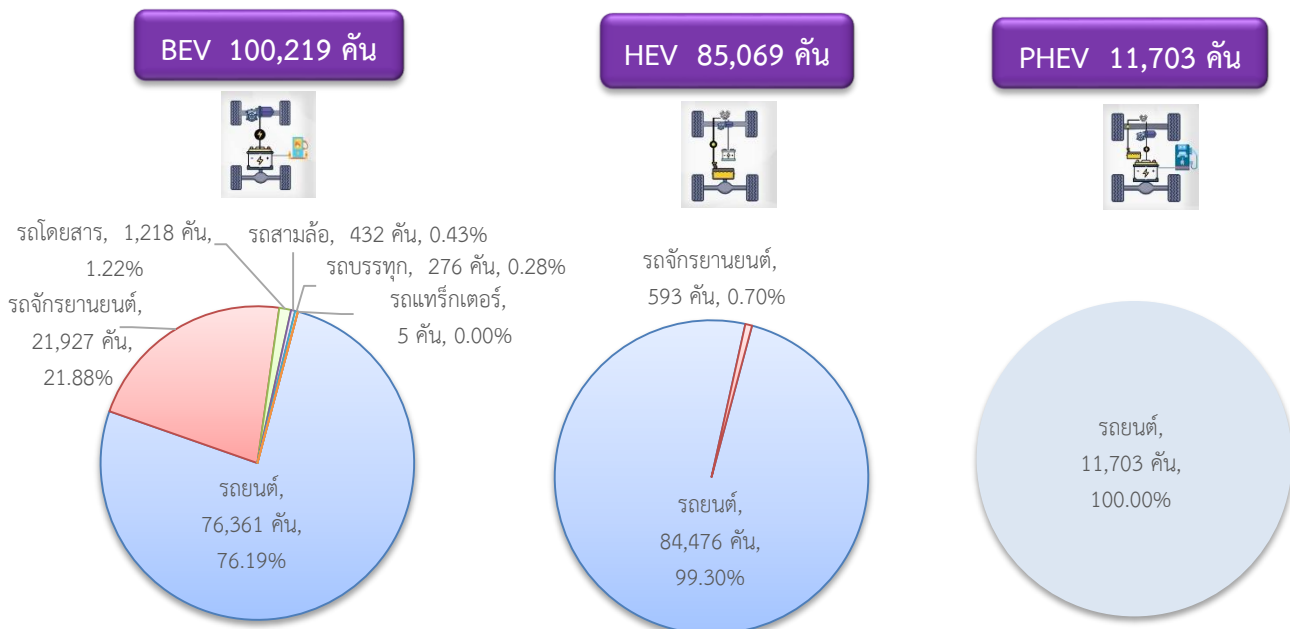 BEV 100,219 คัน
HEV 85,069 คัน
PHEV 11,703 คัน
รถโดยสาร, 1,218 คัน,
1.22%
รถสามล้อ, 432 คัน, 0.43%
รถบรรทุก, 276 คัน, 0.28%
รถแทร็กเตอร์,
5 คัน, 0.00%
รถจักรยานยนต์,
21,927 คัน,
21.88%
รถยนต์,
76,361 คัน,
76.19%
รถจักรยานยนต์,
593 คัน, 0.70%
รถยนต์,
84,476 คัน,
99.30%
รถยนต์,
11,703 คัน,
100.00%